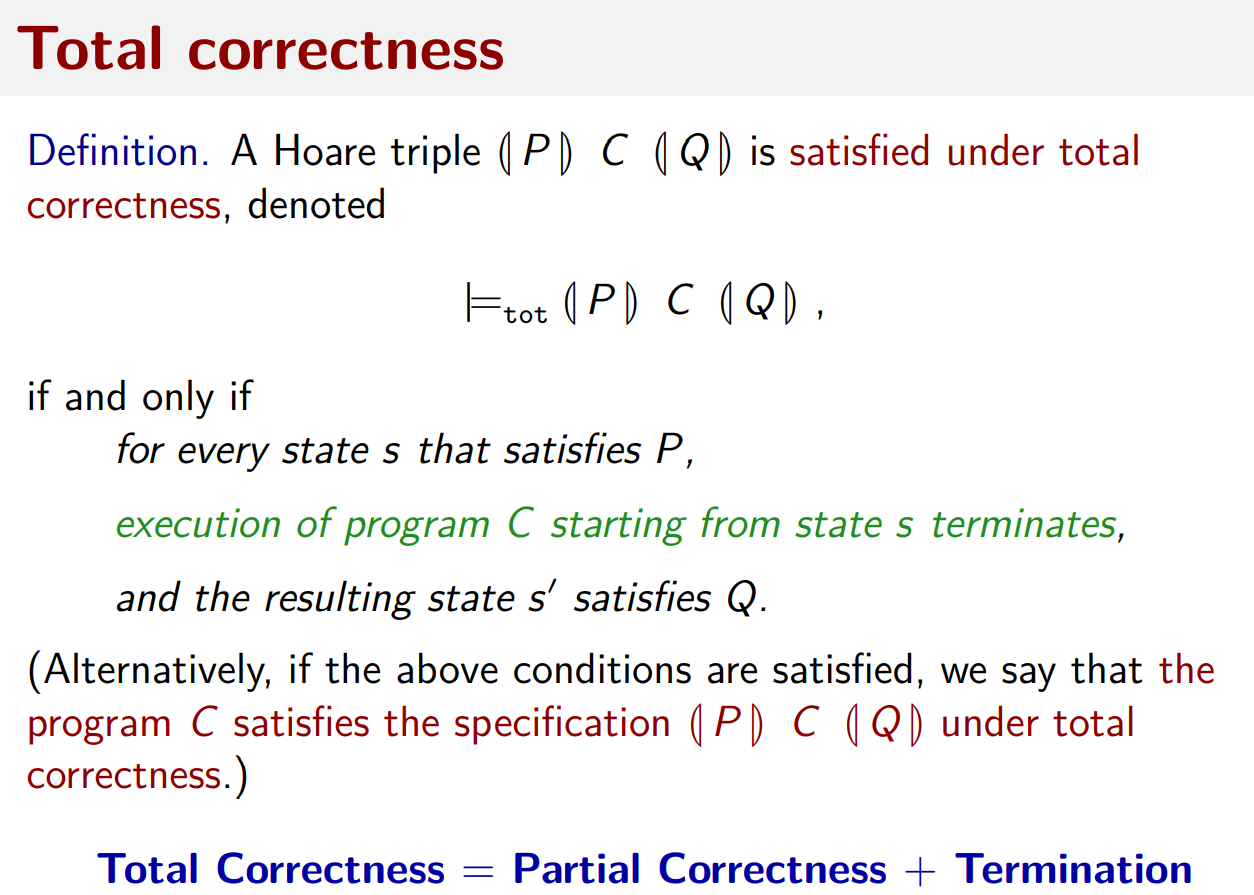 Total correctness
Definition. A Hoare triple ⦇ P ⦈ C ⦇ Q ⦈ is satisfied under total
correctness, denoted
⊨tot ⦇ P ⦈ C ⦇ Q ⦈ ,
if and only if
for every state s that satisfies P,
execution of program C starting from state s terminates,
and the resulting state s′ satisfies Q.
(Alternatively, if the above conditions are satisfied, we say that the
program C satisfies the specification ⦇ P ⦈ C ⦇ Q ⦈ under total
correctness.)
Total Correctness = Partial Correctness + Termination